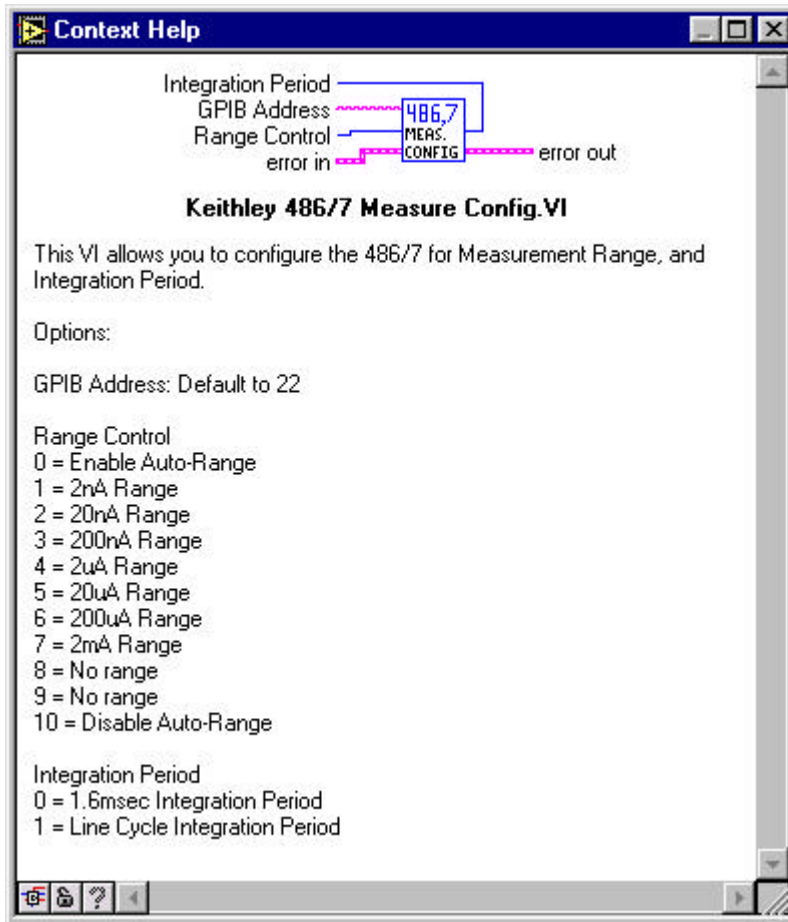 Context Help
Integration Period
GPIB Address
Range Control
error in
486,7
MEAS.
CONFIG
error out
Keithley 486/7 Measure Config.VI
This VI allows you to configure the 486/7 for Measurement Range, and
Integration Period.
Options:
GPIB Address: Default to 22
Range Control
0 = Enable Auto-Range
1 = 2nA Range
2 = 20nA Range
3 = 200nA Range
4 = 2uA Range
5 = 20uA Range
6 = 200uA Range
7 = 2mA Range
8 = No range
9 = No range
10 = Disable Auto-Range
Integration Period
0 = 1.6msec Integration Period
1 = Line Cycle Integration Period